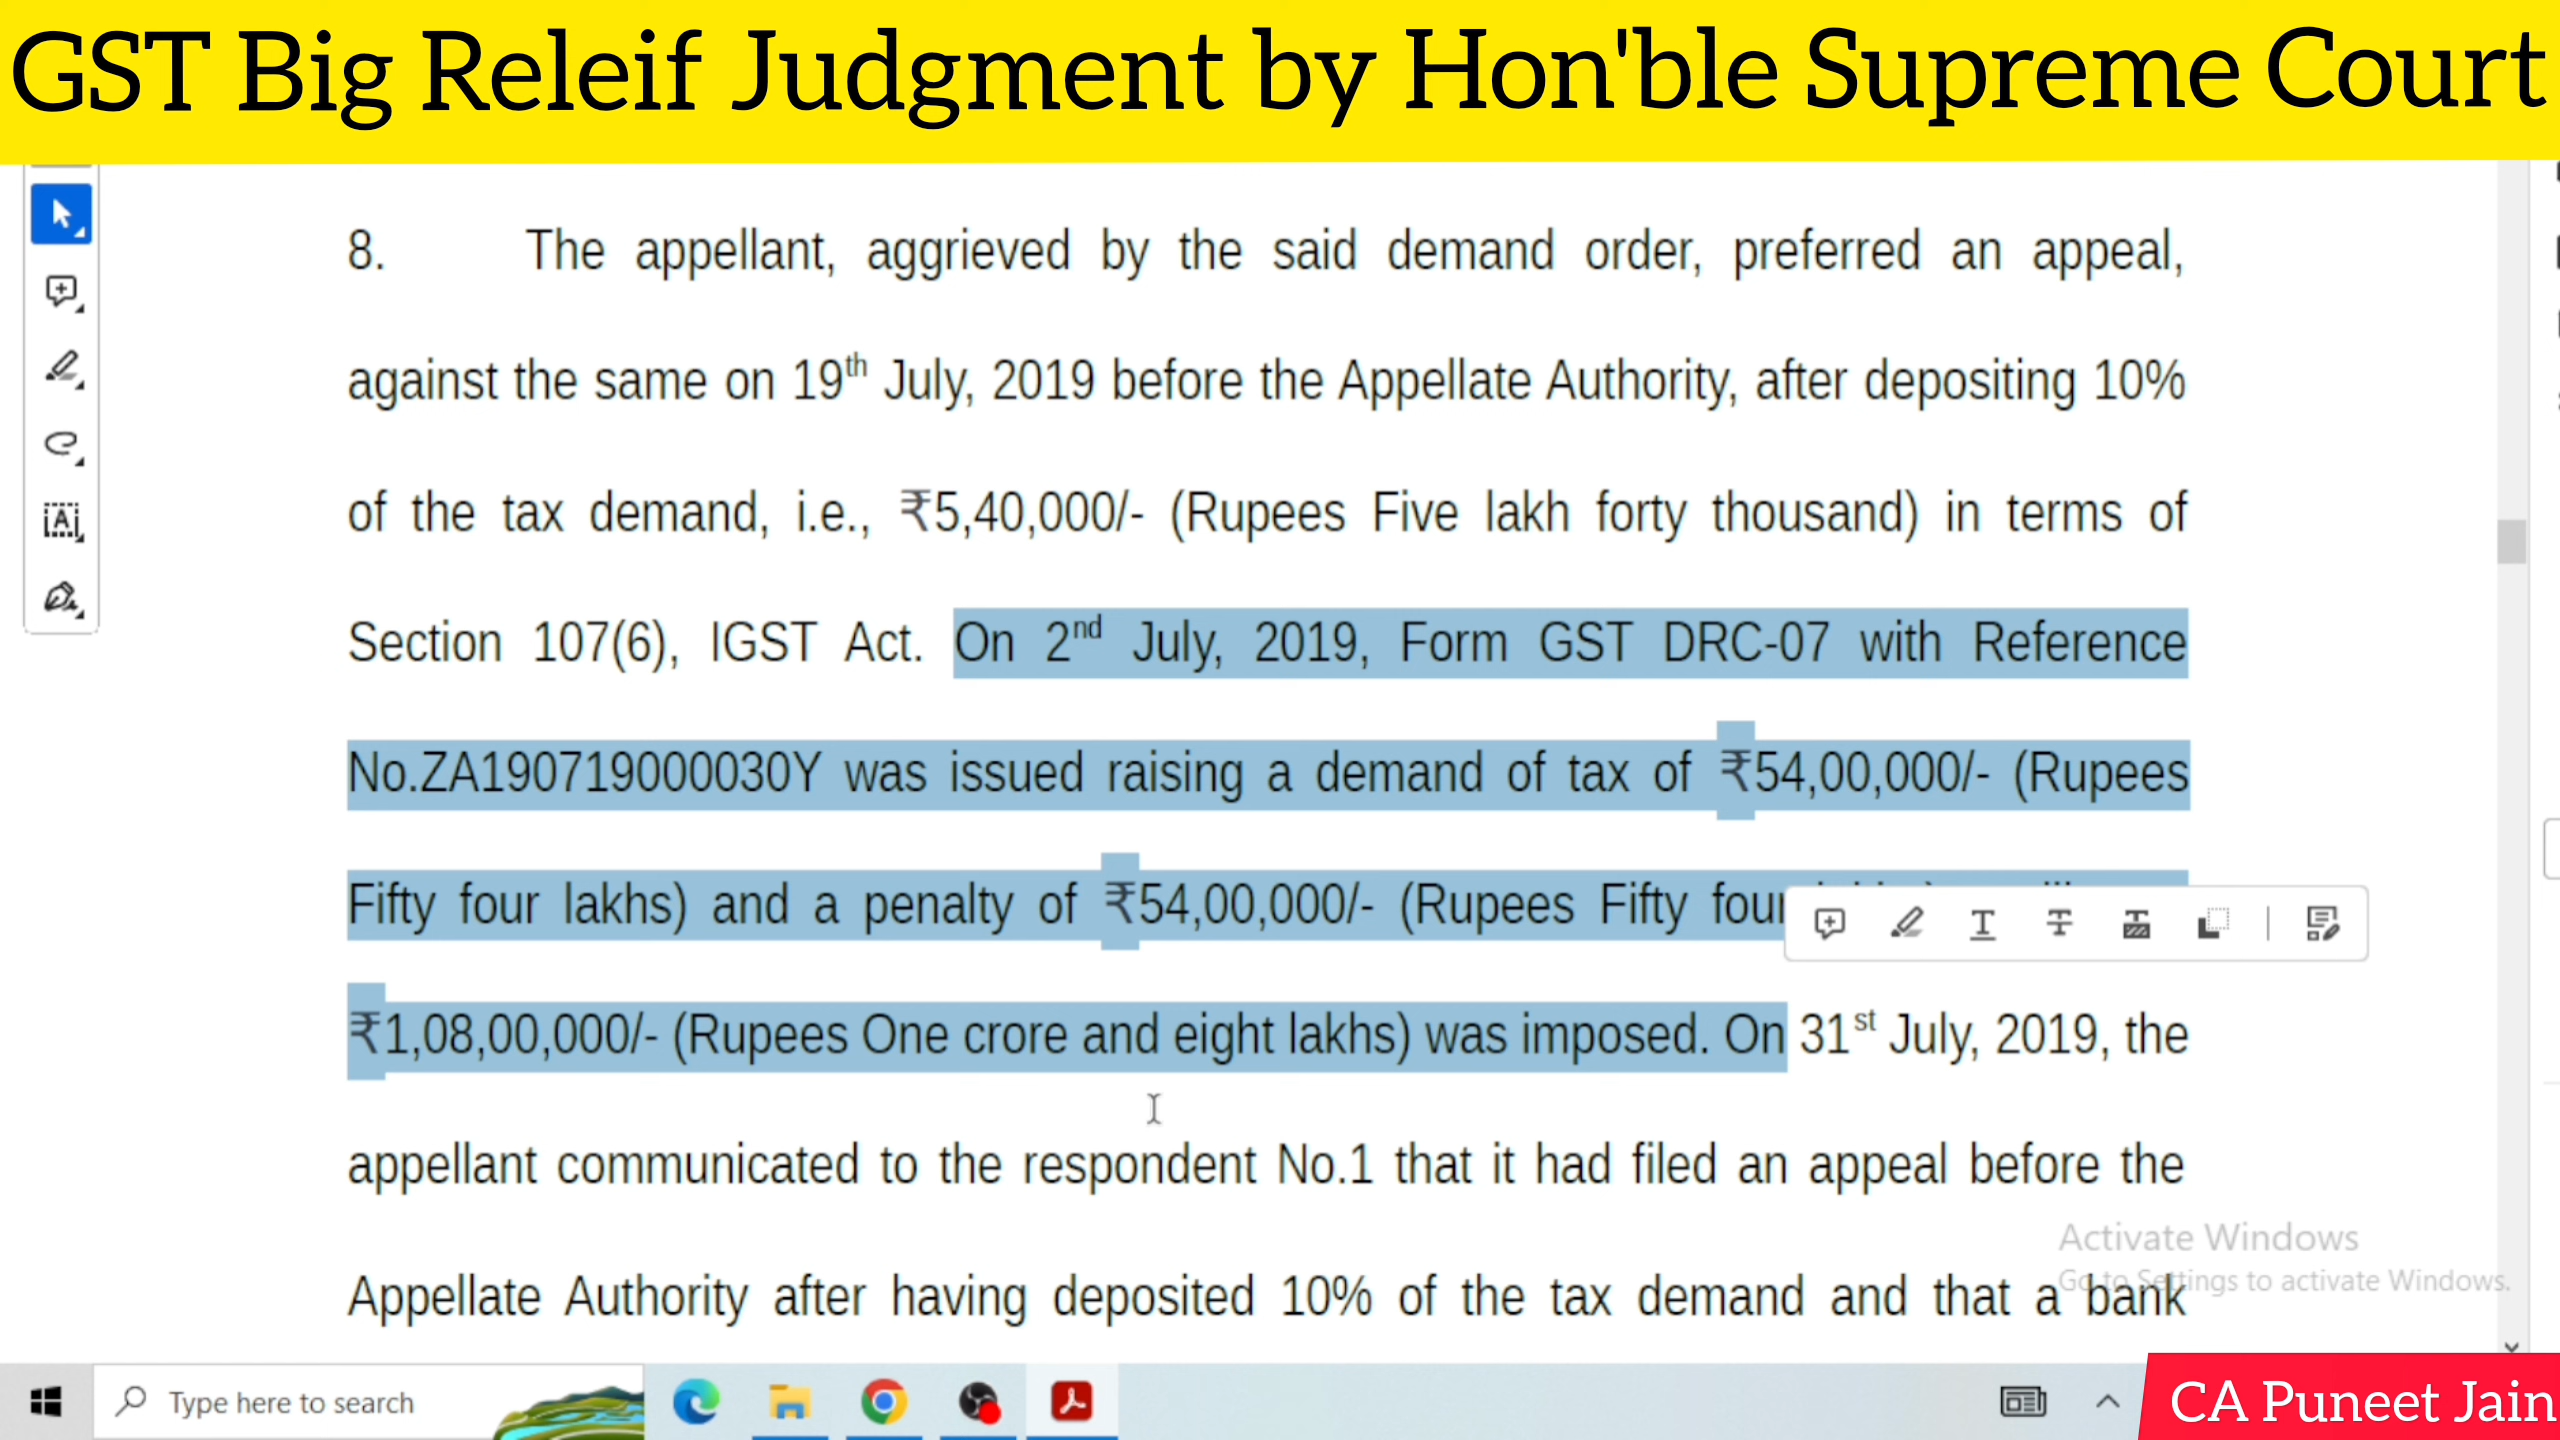 GST Big Releif Judgment by Hon'ble Supreme Court
8. The appellant, aggrieved by the said demand order, preferred an appeal,
against the same on 19th July, 2019 before the Appellate Authority, after depositing 10%
of the tax demand, i.e., ₹5,40,000/- (Rupees Five lakh forty thousand) in terms of
Section 107(6), IGST Act. On 2nd July, 2019, Form GST DRC-07 with Reference
No.ZA190719000030Y was issued raising a demand of tax of ₹54,00,000/- (Rupees
Fifty four lakhs) and a penalty of ₹54,00,000/- (Rupees Fifty four
₹1,08,00,000/- (Rupees One crore and eight lakhs) was imposed. On 31st July, 2019, the
appellant communicated to the respondent No.1 that it had filed an appeal before the
Appellate Authority after having deposited 10% of the tax demand and that a bank
Activate Windows
Go to Settings to activate Windows.
Type here to search
CA Puneet Jain